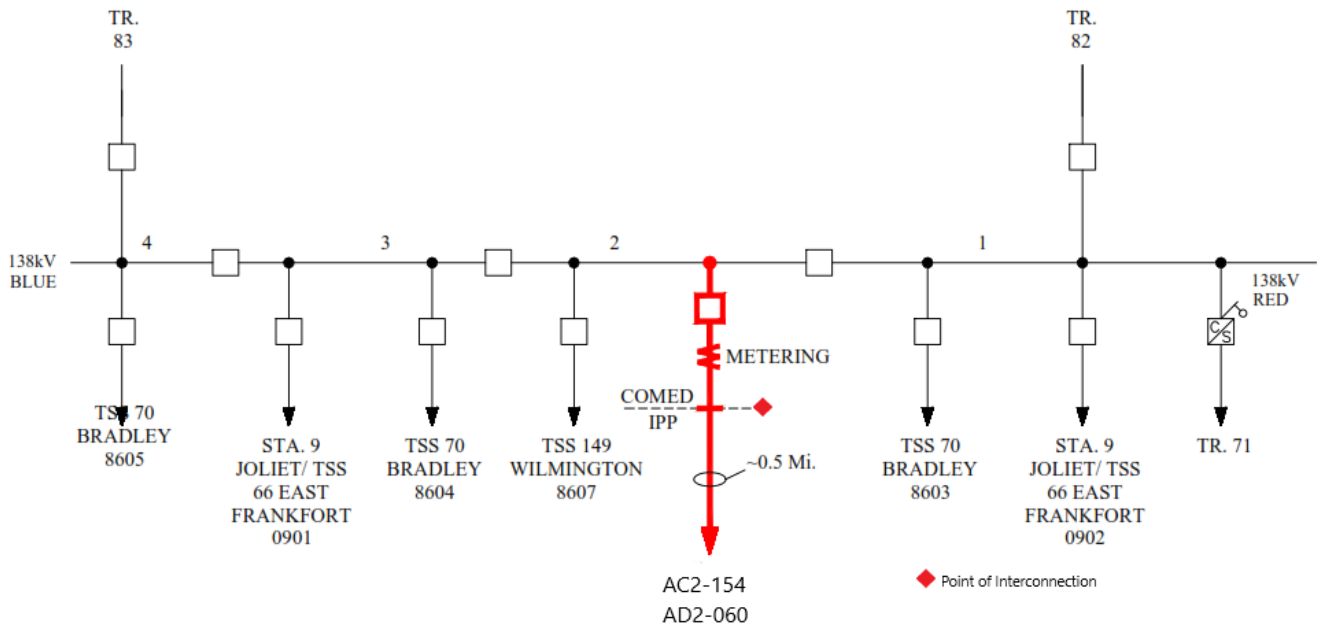 TR.
83
TR.
82
4
3
2
1
138kV
BLUE
138kV
RED
C/S
METERING
COMED
IPP
~0.5 Mi.
TSS 70
BRADLEY
8605
STA. 9
JOLIET/ TSS
66 EAST
FRANKFORT
0901
TSS 70
BRADLEY
8604
TSS 149
WILMINGTON
8607
TSS 70
BRADLEY
8603
STA. 9
JOLIET/ TSS
66 EAST
FRANKFORT
0902
TR. 71
AC2-154
AD2-060
Point of Interconnection